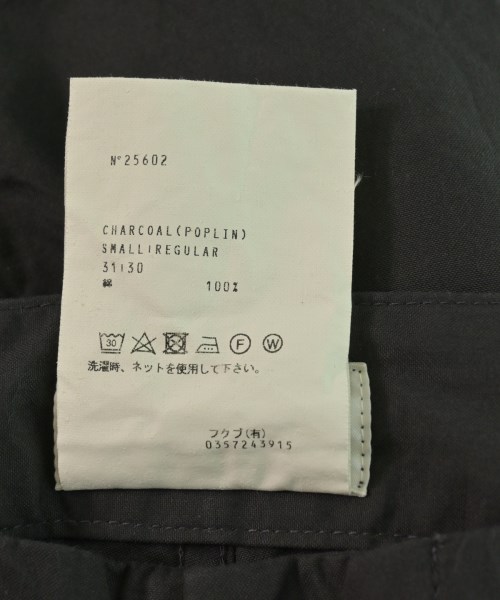 N°25602
CHARCOAL(POPLIN)
SMALL:REGULAR
31:30
綿 100%
30 F W
洗濯時、ネットを使用して下さい。
フクブ(有)
0357243915